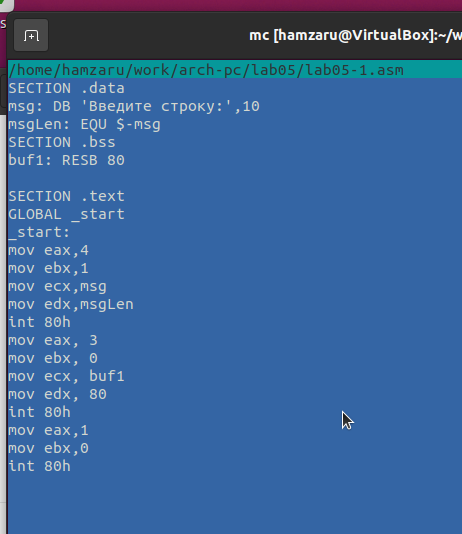 mc [hamzaru@VirtualBox]:~/w
/home/hamzaru/work/arch-pc/lab05/lab05-1.asm
SECTION .data
msg: DB 'Введите строку:',10
msgLen: EQU $-msg
SECTION .bss
buf1: RESB 80
SECTION .text
GLOBAL _start
_start:
mov eax,4
mov ebx,1
mov ecx,msg
mov edx,msgLen
int 80h
mov eax, 3
mov ebx, 0
mov ecx, buf1
mov edx, 80
int 80h
mov eax,1
mov ebx,0
int 80h